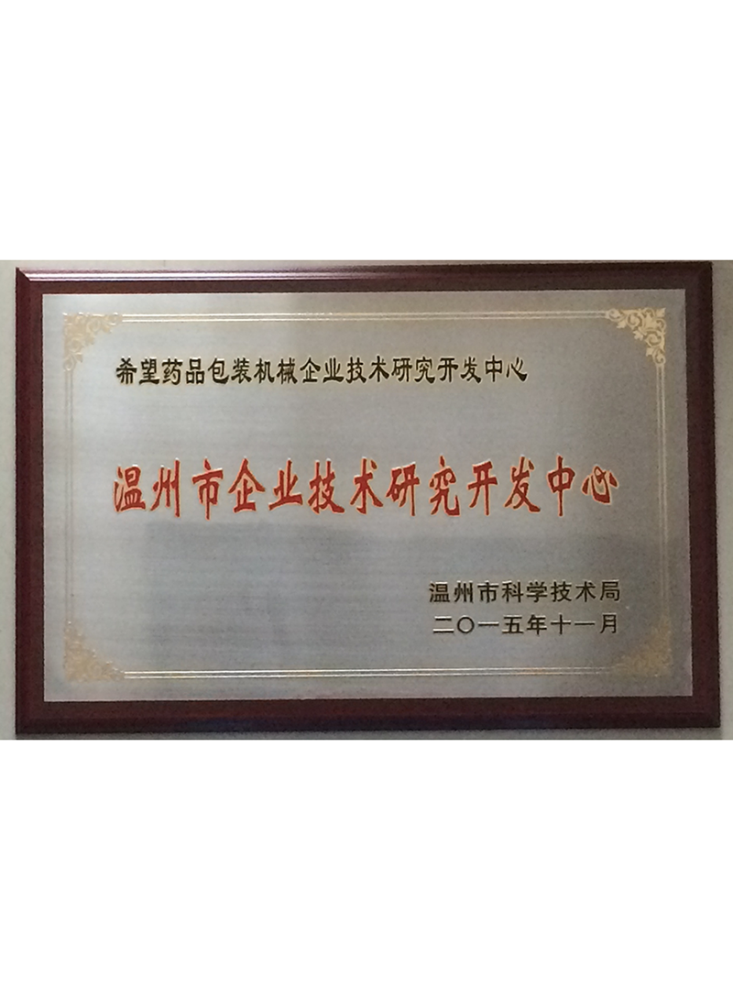 希望药品包装机械企业技术研究开发中心
温州市企业技术研究开发中心
温州市科学技术局
二〇一五年十一月